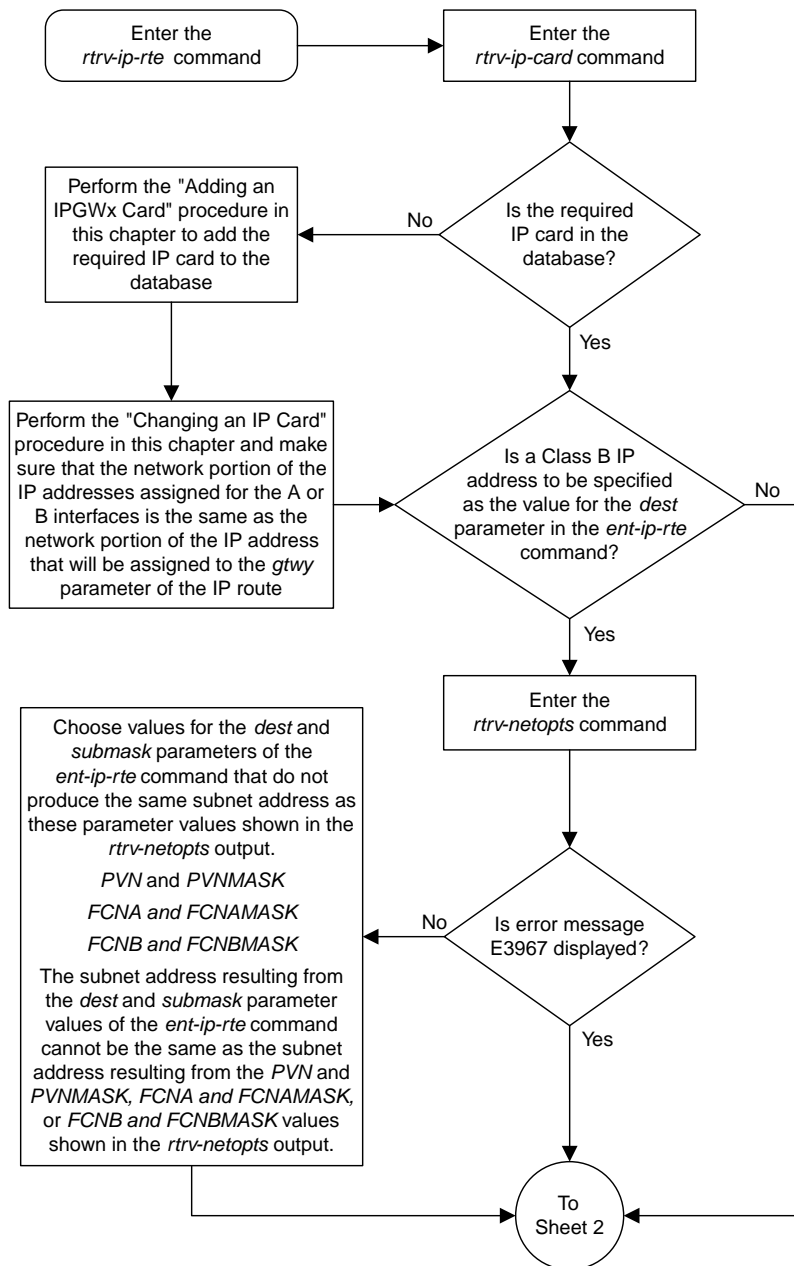 Enter the
rtrv-ip-rte command
Enter the
rtrv-ip-card command
Is the required
IP card in the
database?
No
Yes
Perform the "Adding an
IPGWx Card" procedure in
this chapter to add the
required IP card to the
database
Perform the "Changing an IP Card"
procedure in this chapter and make
sure that the network portion of the
IP addresses assigned for the A or
B interfaces is the same as the
network portion of the IP address
that will be assigned to the gtwy
parameter of the IP route
Is a Class B IP
address to be specified
as the value for the dest
parameter in the ent-ip-rte
command?
No
Yes
Enter the
rtrv-netopts command
Is error message
E3967 displayed?
No
Yes
Choose values for the dest and
submask parameters of the
ent-ip-rte command that do not
produce the same subnet address as
these parameter values shown in the
rtrv-netopts output.
PVN and PVNMASK
FCNA and FCNAMASK
FCNB and FCNBMASK
The subnet address resulting from
the dest and submask parameter
values of the ent-ip-rte command
cannot be the same as the subnet
address resulting from the PVN and
PVNMASK, FCNA and FCNAMASK,
or FCNB and FCNBMASK values
shown in the rtrv-netopts output.
To
Sheet 2